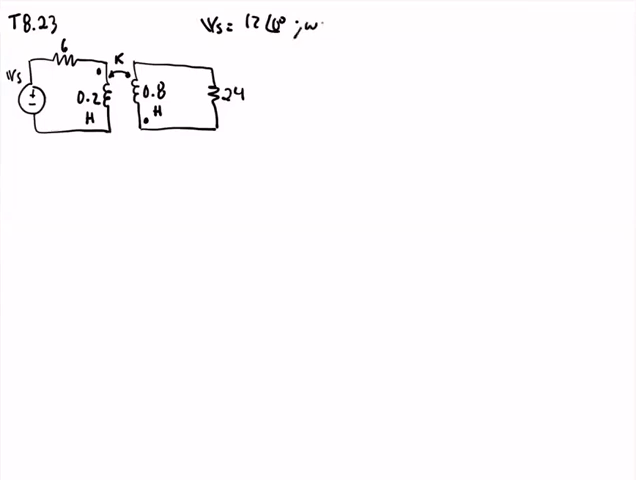 T8.23
Vs = 12 ∠0° ; ω
6
K
Vs
+
-
0.2
H
0.8
H
24